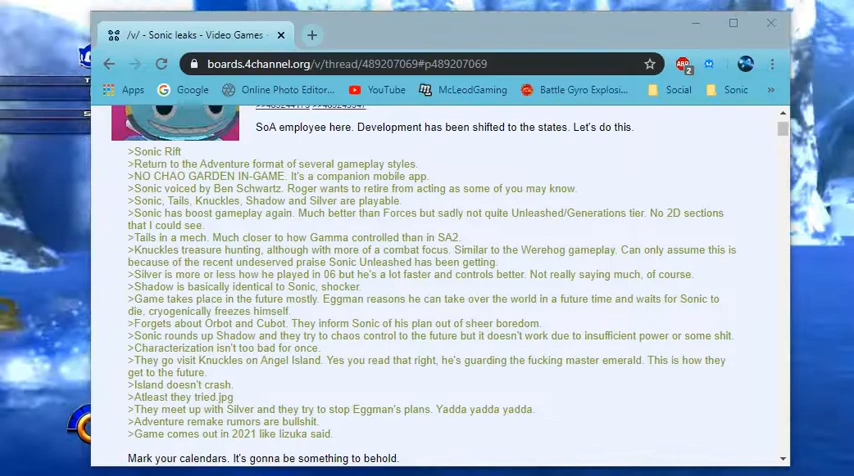 /v/ - Sonic leaks - Video Games -
boards.4channel.org/v/thread/489207069#p489207069
Apps Google Online Photo Editor... YouTube McLeodGaming Battle Gyro Explosi... Social Sonic »
SoA employee here. Development has been shifted to the states. Let's do this.
>Sonic Rift
>Return to the Adventure format of several gameplay styles.
>NO CHAO GARDEN IN-GAME. It's a companion mobile app.
>Sonic voiced by Ben Schwartz. Roger wants to retire from acting as some of you may know.
>Sonic, Tails, Knuckles, Shadow and Silver are playable.
>Sonic has boost gameplay again. Much better than Forces but sadly not quite Unleashed/Generations tier. No 2D sections
that I could see.
>Tails in a mech. Much closer to how Gamma controlled than in SA2.
>Knuckles treasure hunting, although with more of a combat focus. Similar to the Werehog gameplay. Can only assume this is
because of the recent undeserved praise Sonic Unleashed has been getting.
>Silver is more or less how he played in 06 but he's a lot faster and controls better. Not really saying much, of course.
>Shadow is basically identical to Sonic, shocker.
>Game takes place in the future mostly. Eggman reasons he can take over the world in a future time and waits for Sonic to
die, cryogenically freezes himself.
>Forgets about Orbot and Cubot. They inform Sonic of his plan out of sheer boredom.
>Sonic rounds up Shadow and they try to chaos control to the future but it doesn't work due to insufficient power or some shit.
>Characterization isn't too bad for once.
>They go visit Knuckles on Angel Island. Yes you read that right, he's guarding the fucking master emerald. This is how they
get to the future.
>Island doesn't crash.
>Atleast they tried.jpg
>They meet up with Silver and they try to stop Eggman's plans. Yadda yadda yadda.
>Adventure remake rumors are bullshit.
>Game comes out in 2021 like Iizuka said.
Mark your calendars. It's gonna be something to behold.